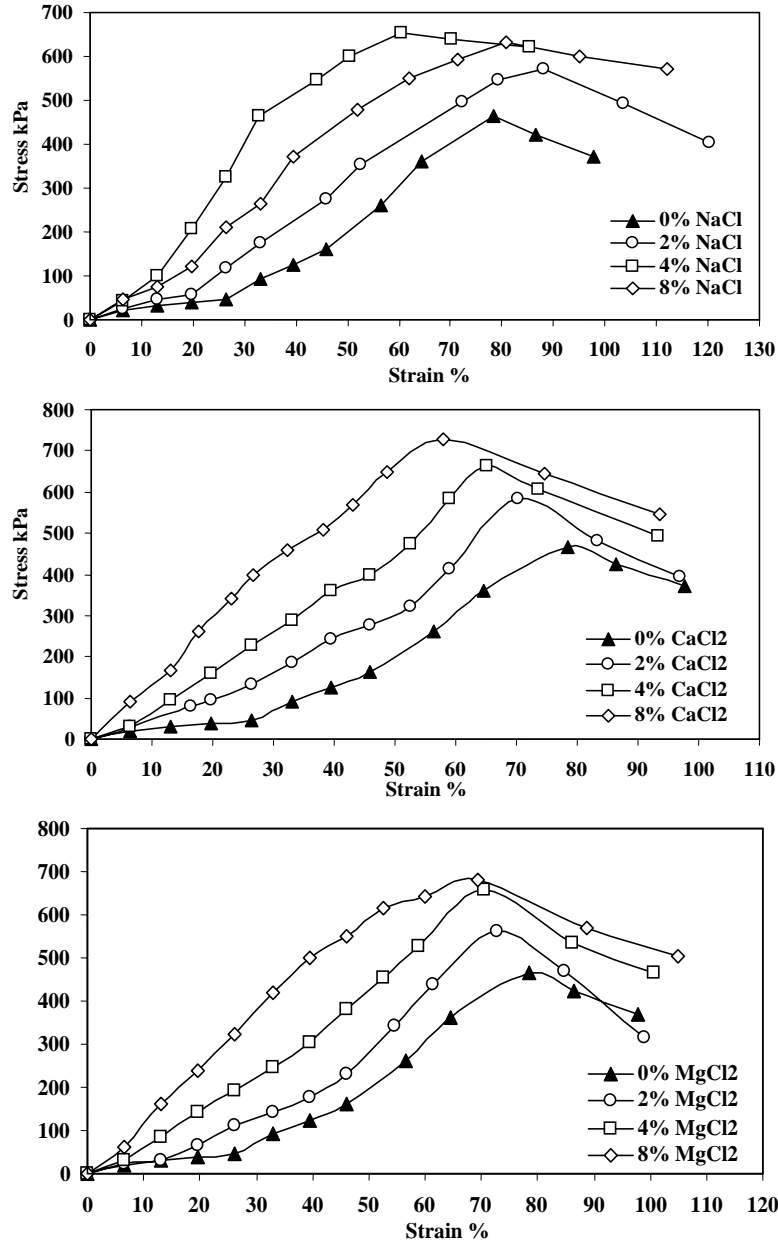 700
600
500
400
300
200
100
0
Stress kPa
0% NaCl
2% NaCl
4% NaCl
8% NaCl
0 10 20 30 40 50 60 70 80 90 100 110 120 130
Strain %
800
700
600
500
400
300
200
100
0
Stress kPa
0% CaCl2
2% CaCl2
4% CaCl2
8% CaCl2
0 10 20 30 40 50 60 70 80 90 100 110
Strain %
800
700
600
500
400
300
200
100
0
Stress kPa
0% MgCl2
2% MgCl2
4% MgCl2
8% MgCl2
0 10 20 30 40 50 60 70 80 90 100 110 120
Strain %